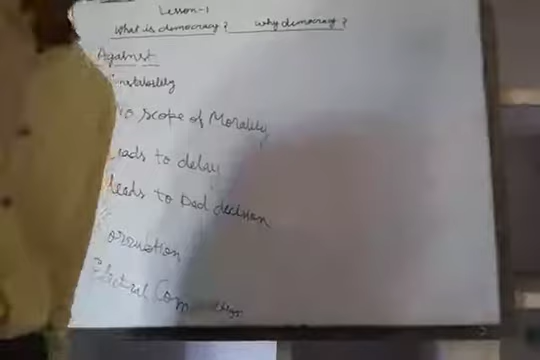 Lesson-1
What is democracy? why democracy?
Against
instability
no scope of Morality
leads to delay
leads to bad decision
Corruption
Electoral